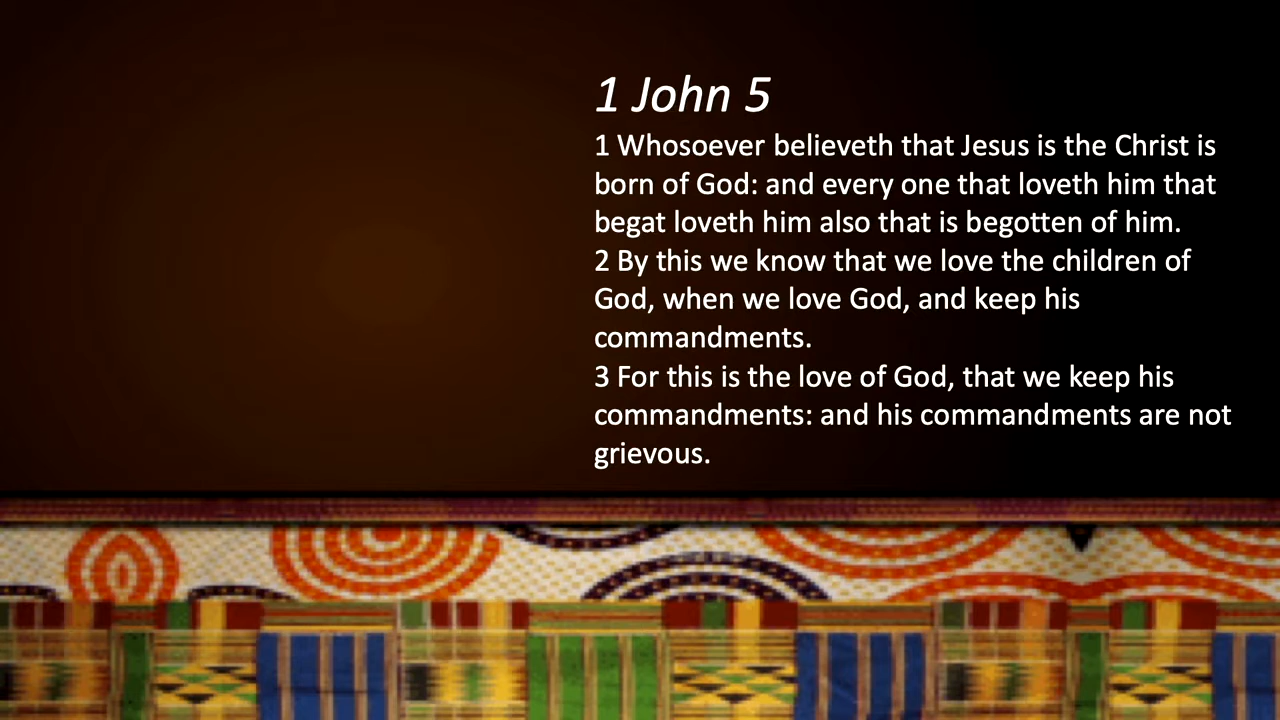 1 John 5
1 Whosoever believeth that Jesus is the Christ is
born of God: and every one that loveth him that
begat loveth him also that is begotten of him.
2 By this we know that we love the children of
God, when we love God, and keep his
commandments.
3 For this is the love of God, that we keep his
commandments: and his commandments are not
grievous.